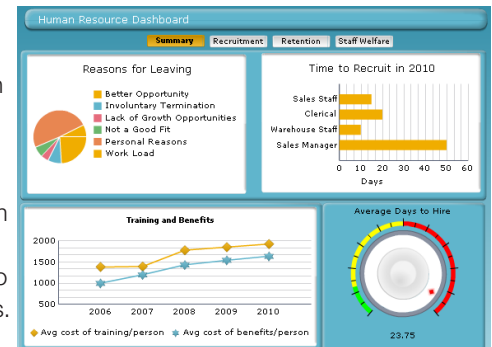 Human Resource Dashboard
Summary Recruitment Retention Staff Welfare
n
Reasons for Leaving
Better Opportunity
Involuntary Termination
Lack of Growth Opportunities
Not a Good Fit
Personal Reasons
Work Load
Time to Recruit in 2010
Sales Staff
Clerical
Warehouse Staff
Sales Manager
0 10 20 30 40 50 60
Days
n
o
s.
Training and Benefits
2000
1500
1000
500
2006 2007 2008 2009 2010
Avg cost of training/person Avg cost of benefits/person
Average Days to Hire
23.75